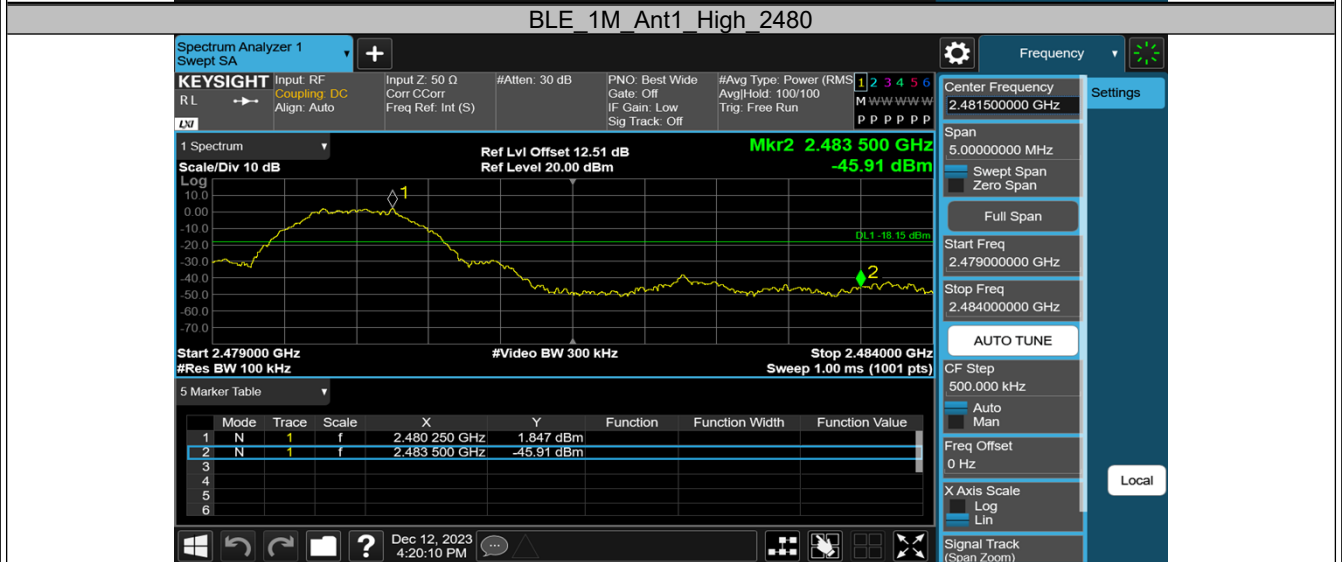 BLE_1M_Ant1_High_2480
Spectrum Analyzer 1
Swept SA
Frequency
KEYSIGHT
RL
LXI
Input: RF
Coupling: DC
Align: Auto
Input Z: 50 Ω
Corr CCorr
Freq Ref: Int (S)
#Atten: 30 dB
PNO: Best Wide
Gate: Off
IF Gain: Low
Sig Track: Off
#Avg Type: Power (RMS
Avg|Hold: 100/100
Trig: Free Run
1 2 3 4 5 6
M W W W W W
P P P P P P
1 Spectrum
Scale/Div 10 dB
Ref Lvl Offset 12.51 dB
Ref Level 20.00 dBm
Mkr2 2.483 500 GHz
-45.91 dBm
Log
10.0
0.00
-10.0
-20.0
-30.0
-40.0
-50.0
-60.0
-70.0
1
DL1 -18.15 dBm
2
Start 2.479000 GHz
#Video BW 300 kHz
Stop 2.484000 GHz
#Res BW 100 kHz
Sweep 1.00 ms (1001 pts)
5 Marker Table
Mode Trace Scale X Y Function Function Width Function Value
1 N 1 f 2.480 250 GHz 1.847 dBm
2 N 1 f 2.483 500 GHz -45.91 dBm
3
4
5
6
Dec 12, 2023
4:20:10 PM
Center Frequency
2.481500000 GHz
Settings
Span
5.00000000 MHz
Swept Span
Zero Span
Full Span
Start Freq
2.479000000 GHz
Stop Freq
2.484000000 GHz
AUTO TUNE
CF Step
500.000 kHz
Auto
Man
Freq Offset
0 Hz
X Axis Scale
Log
Lin
Local
Signal Track
(Span Zoom)